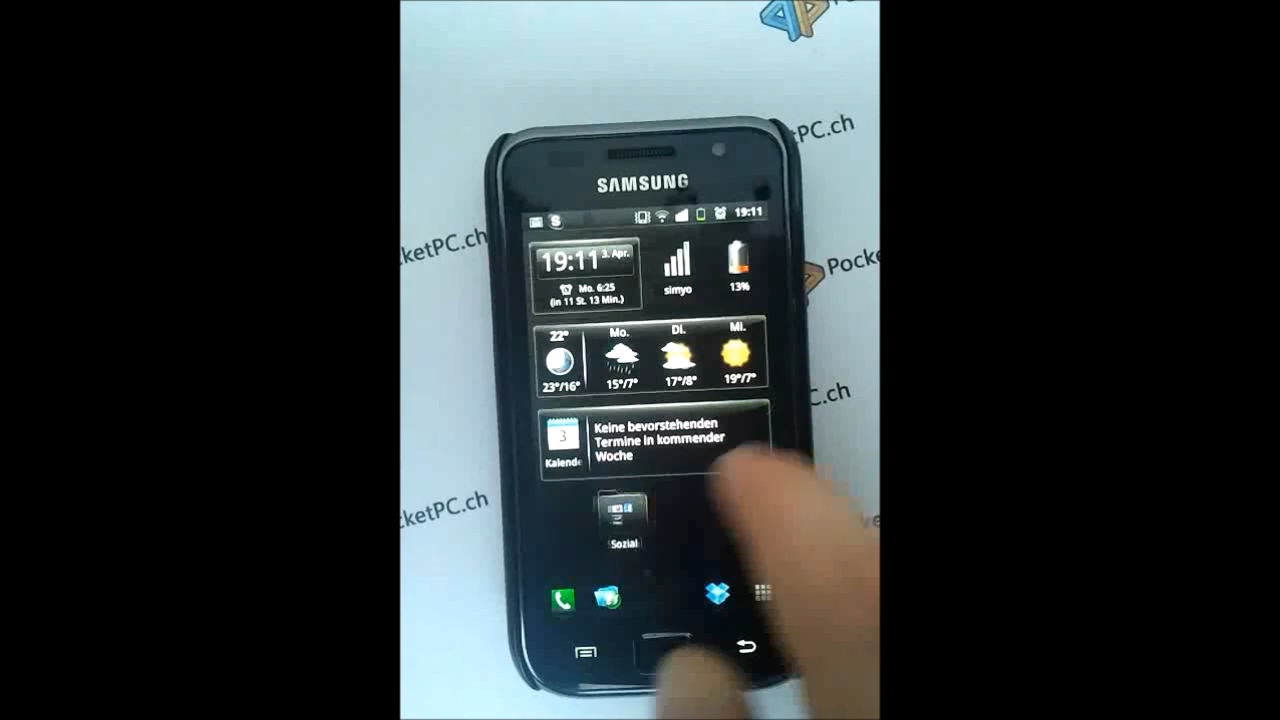 Po
tPC.ch
SAMSUNG
S
19:11
cketPC.ch
19:11
3. Apr.
Mo. 6:25
(in 11 St. 13 Min.)
simyo
13%
Pocke
22°
Mo.
Di.
Mi.
23°/16°
15°/7°
17°/8°
19°/7°
.ch
3
Kalende
Keine bevorstehenden
Termine in kommender
Woche
ocketPC.ch
Sozial